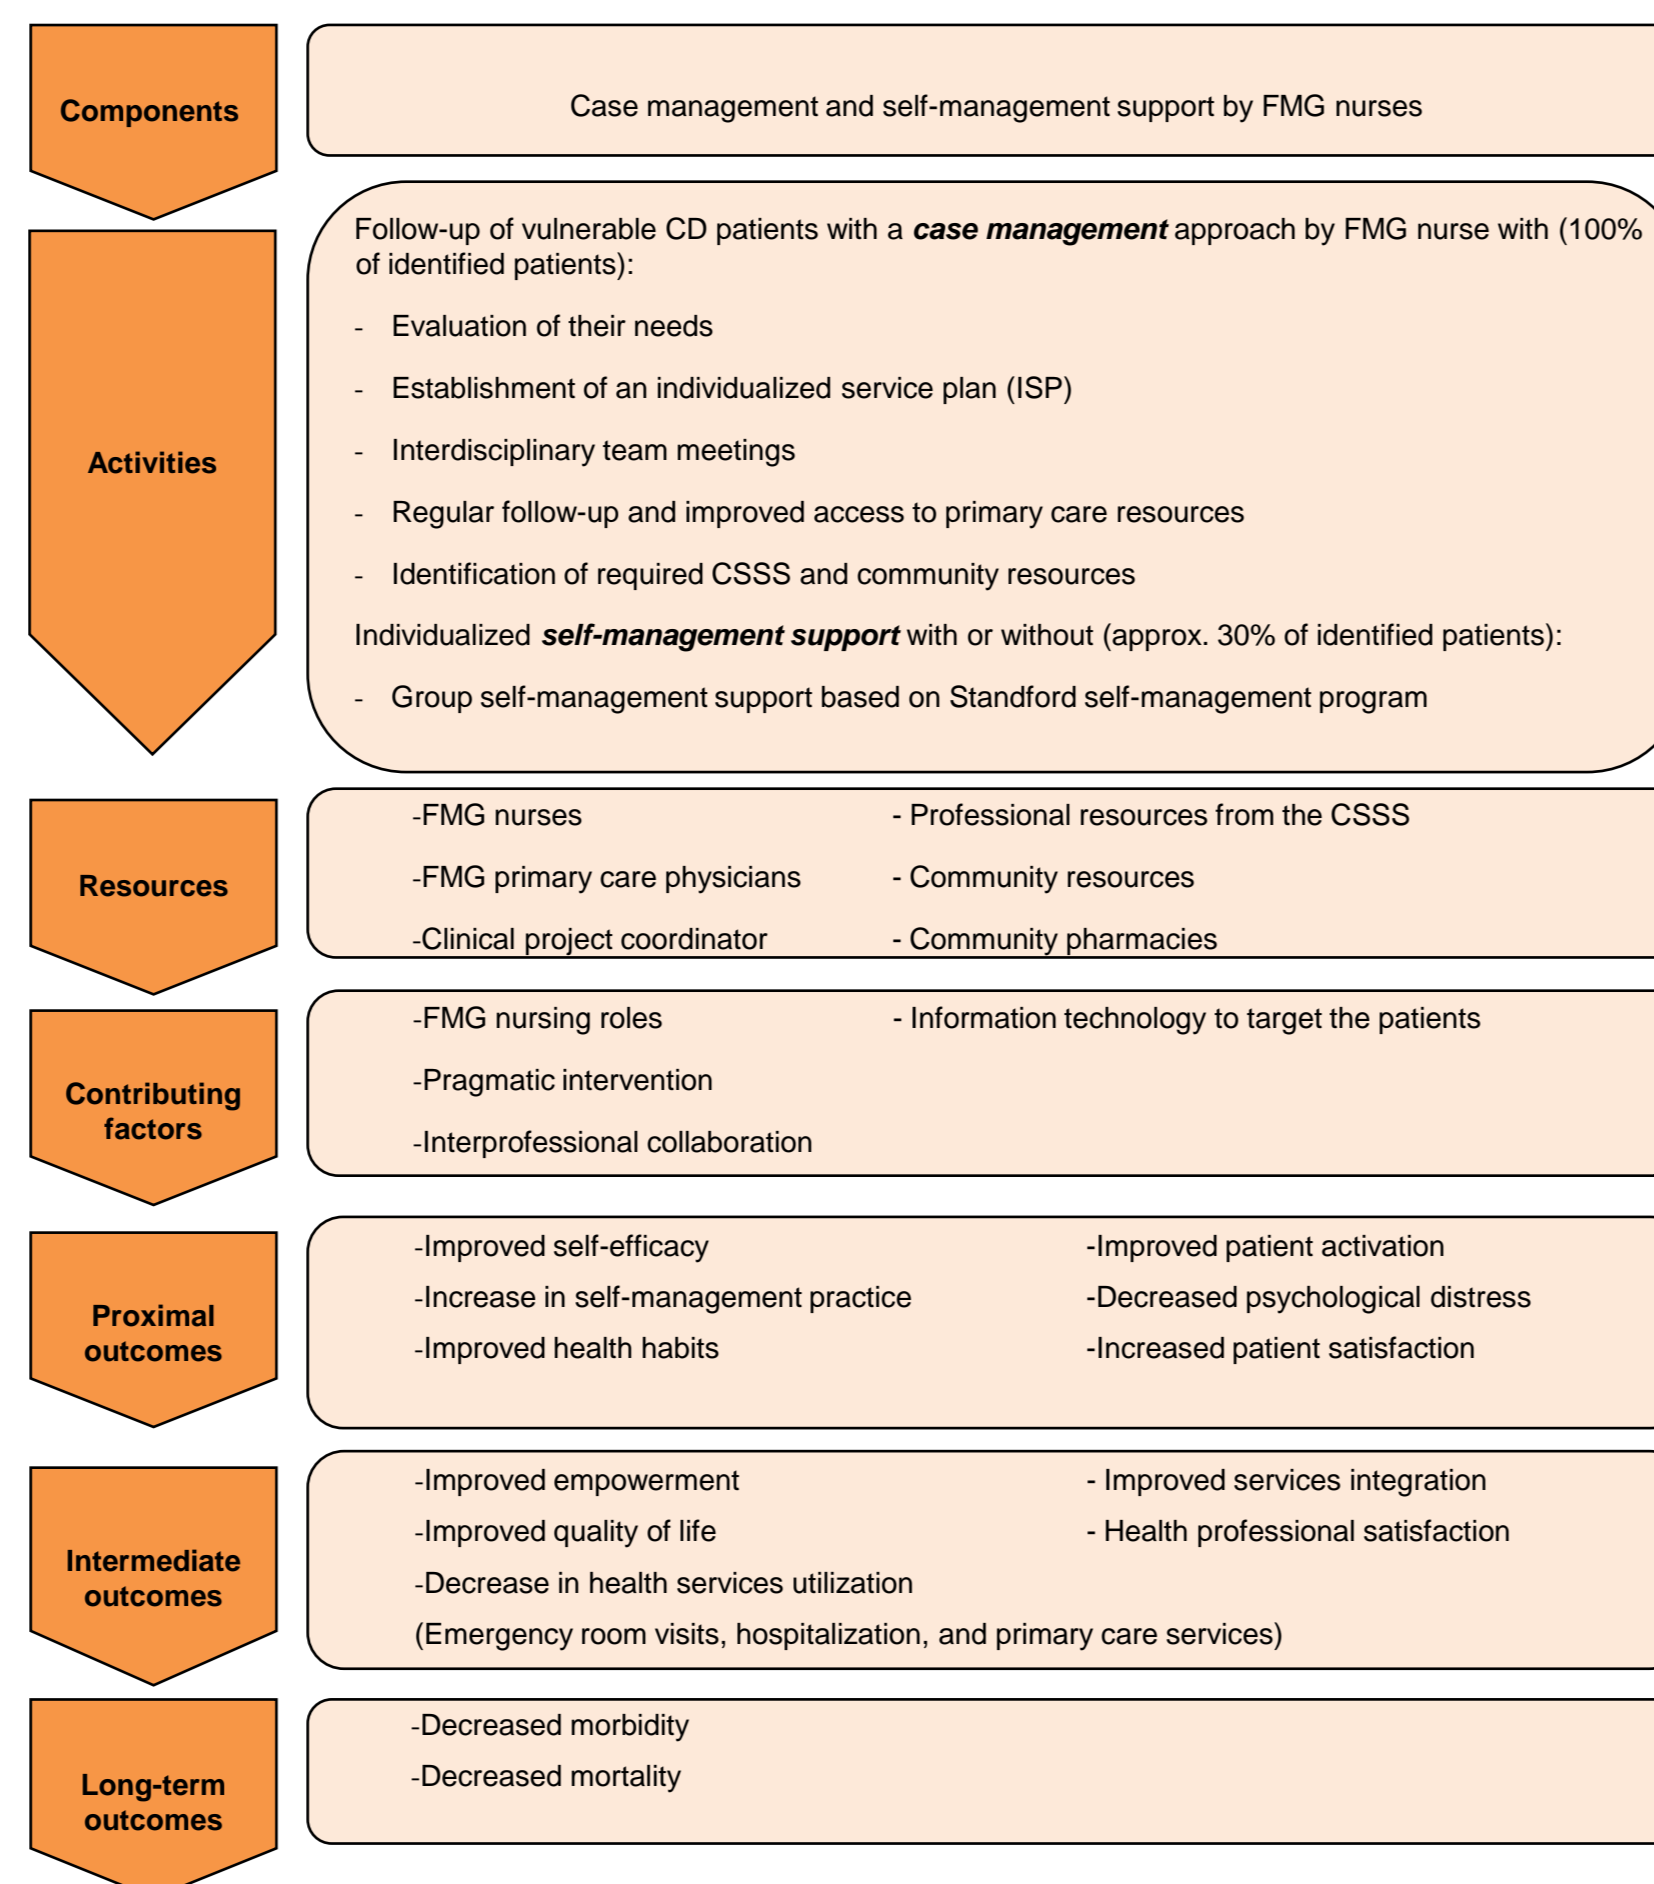 Components
Case management and self-management support by FMG nurses
Activities
Follow-up of vulnerable CD patients with a case management approach by FMG nurse with (100%
of identified patients):
- Evaluation of their needs
- Establishment of an individualized service plan (ISP)
- Interdisciplinary team meetings
- Regular follow-up and improved access to primary care resources
- Identification of required CSSS and community resources
Individualized self-management support with or without (approx. 30% of identified patients):
- Group self-management support based on Standford self-management program
Resources
-FMG nurses
-FMG primary care physicians
-Clinical project coordinator
- Professional resources from the CSSS
- Community resources
- Community pharmacies
Contributing
factors
-FMG nursing roles
-Pragmatic intervention
-Interprofessional collaboration
- Information technology to target the patients
Proximal
outcomes
-Improved self-efficacy
-Increase in self-management practice
-Improved health habits
-Improved patient activation
-Decreased psychological distress
-Increased patient satisfaction
Intermediate
outcomes
-Improved empowerment
-Improved quality of life
-Decrease in health services utilization
(Emergency room visits, hospitalization, and primary care services)
- Improved services integration
- Health professional satisfaction
Long-term
outcomes
-Decreased morbidity
-Decreased mortality